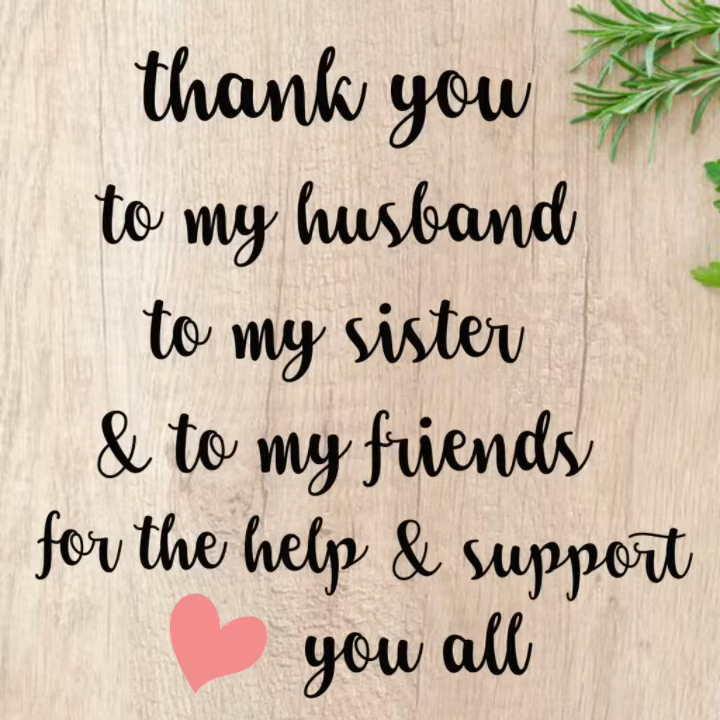 thank you
to my husband
to my sister
& to my friends
for the help & support
you all